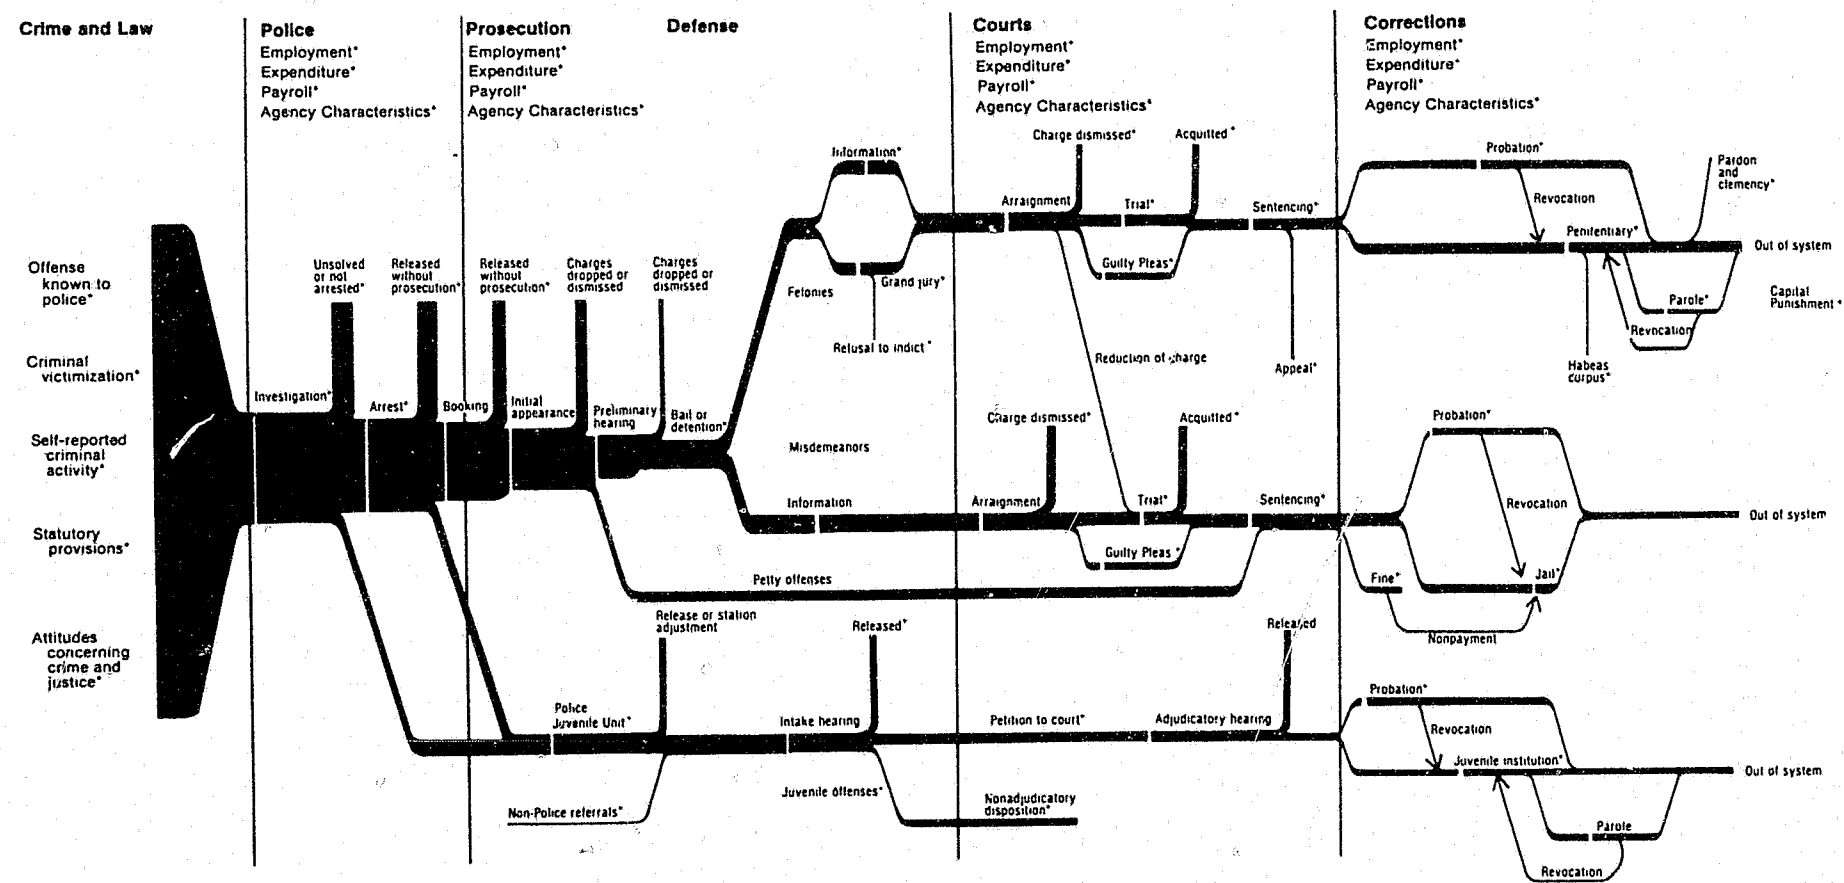 Crime and Law
Police
Employment*
Expenditure*
Payroll*
Agency Characteristics*
Prosecution
Employment*
Expenditure*
Payroll*
Agency Characteristics*
Defense
Courts
Employment*
Expenditure*
Payroll*
Agency Characteristics*
Corrections
Employment*
Expenditure*
Payroll*
Agency Characteristics*
Offense
known to
police*
Criminal
victimization*
Self-reported
criminal
activity*
Statutory
provisions*
Attitudes
concerning
crime and
justice*
Investigation*
Unsolved
or not
arrested*
Arrest*
Released
without
prosecution*
Booking
Released
without
prosecution*
Initial
appearance
Charges
dropped or
dismissed
Preliminary
hearing
Charges
dropped or
dismissed
Bail or
detention*
Felonies
Information*
Grand jury*
Refusal to indict*
Arraignment
Charge dismissed*
Trial*
Acquitted*
Guilty Pleas*
Sentencing*
Appeal*
Reduction of charge
Probation*
Revocation
Penitentiary*
Pardon
and
clemency*
Out of system
Capital
Punishment*
Parole*
Revocation
Habeas
corpus*
Misdemeanors
Information
Arraignment
Charge dismissed*
Trial*
Acquitted*
Guilty Pleas*
Sentencing*
Probation*
Revocation
Fine*
Jail*
Nonpayment
Out of system
Petty offenses
Release or station
adjustment
Police
Juvenile Unit*
Non-Police referrals*
Intake hearing
Released*
Juvenile offenses*
Nonadjudicatory
disposition*
Petition to court*
Adjudicatory hearing
Released
Probation*
Revocation
Juvenile institution*
Out of system
Parole
Revocation